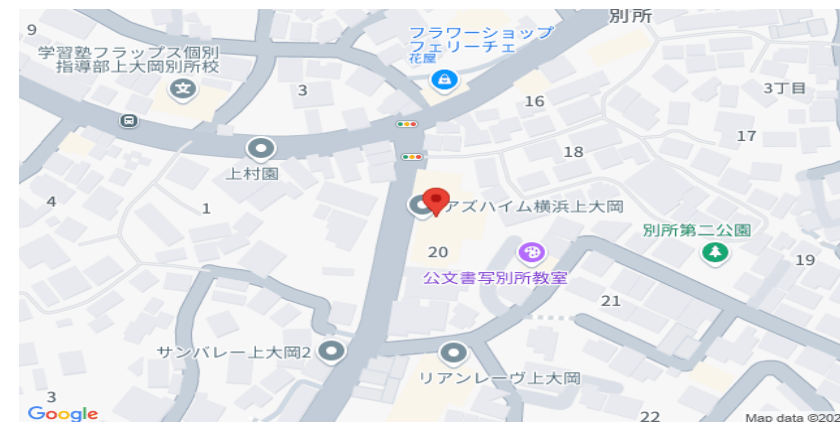 別所
9
フラワーショップ
フェリーチェ
花屋
学習塾フラップス個別
指導部上大岡別所校
3
3丁目
16
17
18
上村園
4
1
アズハイム横浜上大岡
別所第二公園
20
19
公文書写別所教室
21
サンバレー上大岡2
リアンレーヴ上大岡
3
Google
22
Map data ©202